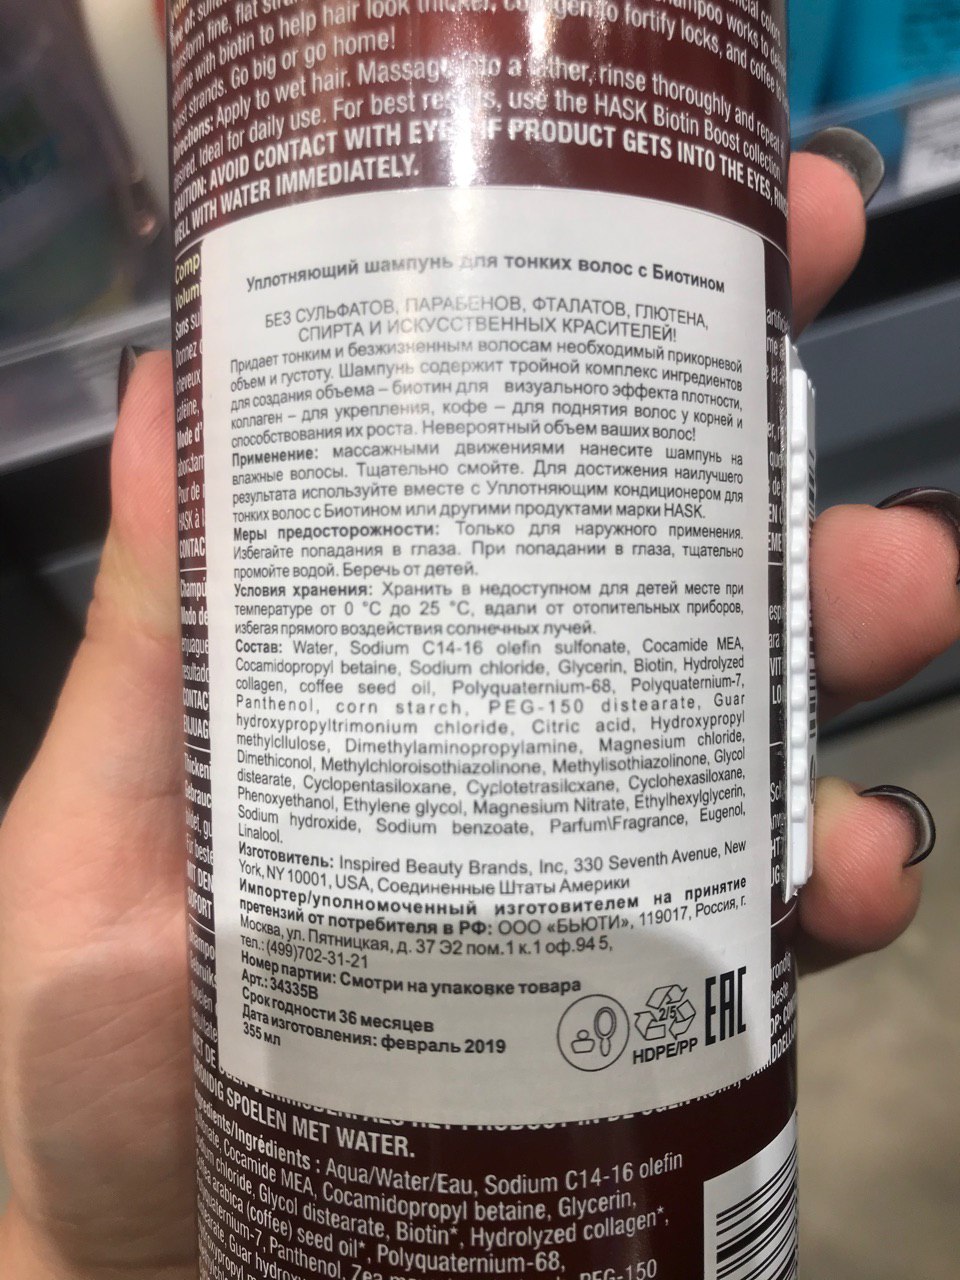 transform fine, flat
volume with biotin to help hair look thicker, collagen to fortify locks, and coffee to
boost strands. Go big or go home!
Directions: Apply to wet hair. Massage into a lather, rinse thoroughly and repeat if
desired. Ideal for daily use. For best results, use the HASK Biotin Boost collection.
CAUTION: AVOID CONTACT WITH EYES. IF PRODUCT GETS INTO THE EYES, RINSE
WELL WITH WATER IMMEDIATELY.
Уплотняющий шампунь для тонких волос с Биотином
БЕЗ СУЛЬФАТОВ, ПАРАБЕНОВ, ФТАЛАТОВ, ГЛЮТЕНА,
СПИРТА И ИСКУССТВЕННЫХ КРАСИТЕЛЕЙ!
Придает тонким и безжизненным волосам необходимый прикорневой
объем и густоту. Шампунь содержит тройной комплекс ингредиентов
для создания объема – биотин для визуального эффекта плотности,
коллаген – для укрепления, кофе – для поднятия волос у корней и
способствования их роста. Невероятный объем ваших волос!
Применение: массажными движениями нанесите шампунь на
влажные волосы. Тщательно смойте. Для достижения наилучшего
результата используйте вместе с Уплотняющим кондиционером для
тонких волос с Биотином или другими продуктами марки HASK.
Меры предосторожности: Только для наружного применения.
Избегайте попадания в глаза. При попадании в глаза, тщательно
промойте водой. Беречь от детей.
Условия хранения: Хранить в недоступном для детей месте при
температуре от 0 °С до 25 °С, вдали от отопительных приборов,
избегая прямого воздействия солнечных лучей.
Состав: Water, Sodium C14-16 olefin sulfonate, Cocamide MEA,
Cocamidopropyl betaine, Sodium chloride, Glycerin, Biotin, Hydrolyzed
collagen, coffee seed oil, Polyquaternium-68, Polyquaternium-7,
Panthenol, corn starch, PEG-150 distearate, Guar
hydroxypropyltrimonium chloride, Citric acid, Hydroxypropyl
methylcllulose, Dimethylaminopropylamine, Magnesium chloride,
Dimethiconol, Methylchloroisothiazolinone, Methylisothiazolinone, Glycol
distearate, Cyclopentasiloxane, Cyclotetrasilcxane, Cyclohexasiloxane,
Phenoxyethanol, Ethylene glycol, Magnesium Nitrate, Ethylhexylglycerin,
Sodium hydroxide, Sodium benzoate, Parfum\Fragrance, Eugenol,
Linalool.
Изготовитель: Inspired Beauty Brands, Inc, 330 Seventh Avenue, New
York, NY 10001, USA, Соединенные Штаты Америки
Импортер/уполномоченный изготовителем на принятие
претензий от потребителя в РФ: ООО «БЬЮТИ», 119017, Россия, г.
Москва, ул. Пятницкая, д. 37 Э2 пом.1 к.1 оф.94 5,
тел.:(499)702-31-21
Номер партии: Смотри на упаковке товара
Арт.: 34335В
Срок годности 36 месяцев
Дата изготовления: февраль 2019
355 мл
2/5
HDPE/PP
EAC
GRONDIG SPOELEN MET WATER.
Ingredients/Ingrédients : Aqua/Water/Eau, Sodium C14-16 olefin
sulfonate, Cocamide MEA, Cocamidopropyl betaine, Glycerin,
Sodium chloride, Glycol distearate, Biotin*, Hydrolyzed collagen*,
arabica (coffee) seed oil*, Polyquaternium-68,
Polyquaternium-7, Panthenol, Zea PEG-150
distearate, Guar